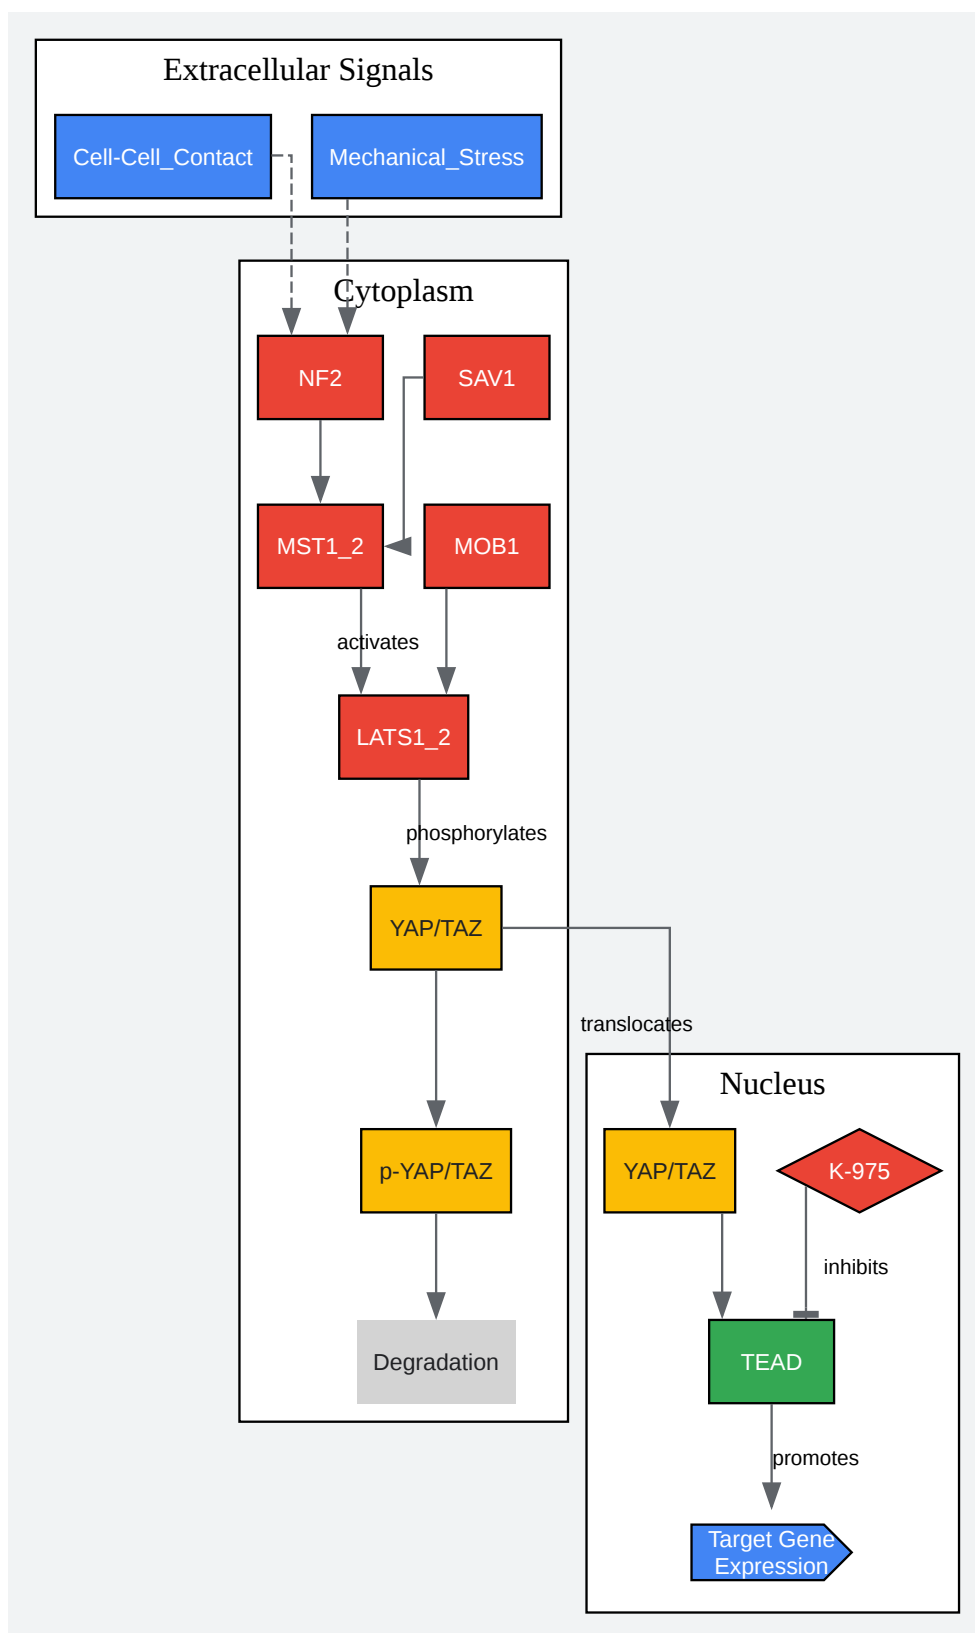 Extracellular Signals
Cell-Cell_Contact
Mechanical_Stress
Cytoplasm
NF2
SAV1
MST1_2
MOB1
activates
LATS1_2
phosphorylates
YAP/TAZ
translocates
Nucleus
p-YAP/TAZ
YAP/TAZ
K-975
inhibits
Degradation
TEAD
promotes
Target Gene
Expression